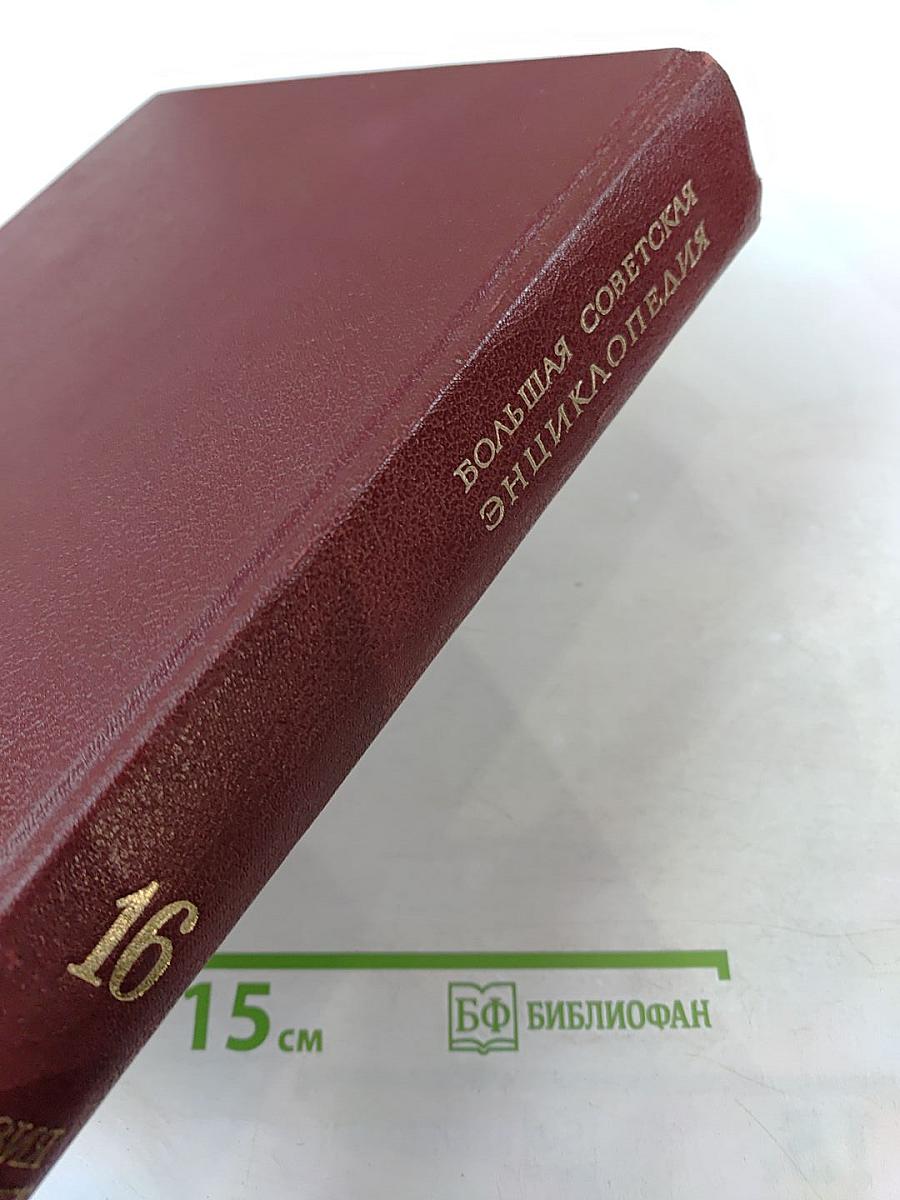 БОЛЬШАЯ СОВЕТСКАЯ
ЭНЦИКЛОПЕДИЯ
16
15 см
БФ БИБЛИОФАН